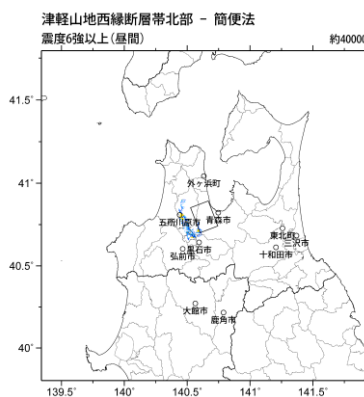 津軽山地西縁断層帯北部 - 簡便法
震度6強以上（昼間）
約40000
41.5°
外ヶ浜町
41°
青森市
五所川原市
東北町
三沢市
黒石市
弘前市
十和田市
40.5°
大館市
鹿角市
40°
139.5°
140.0°
140.5°
141.0°
141.5°